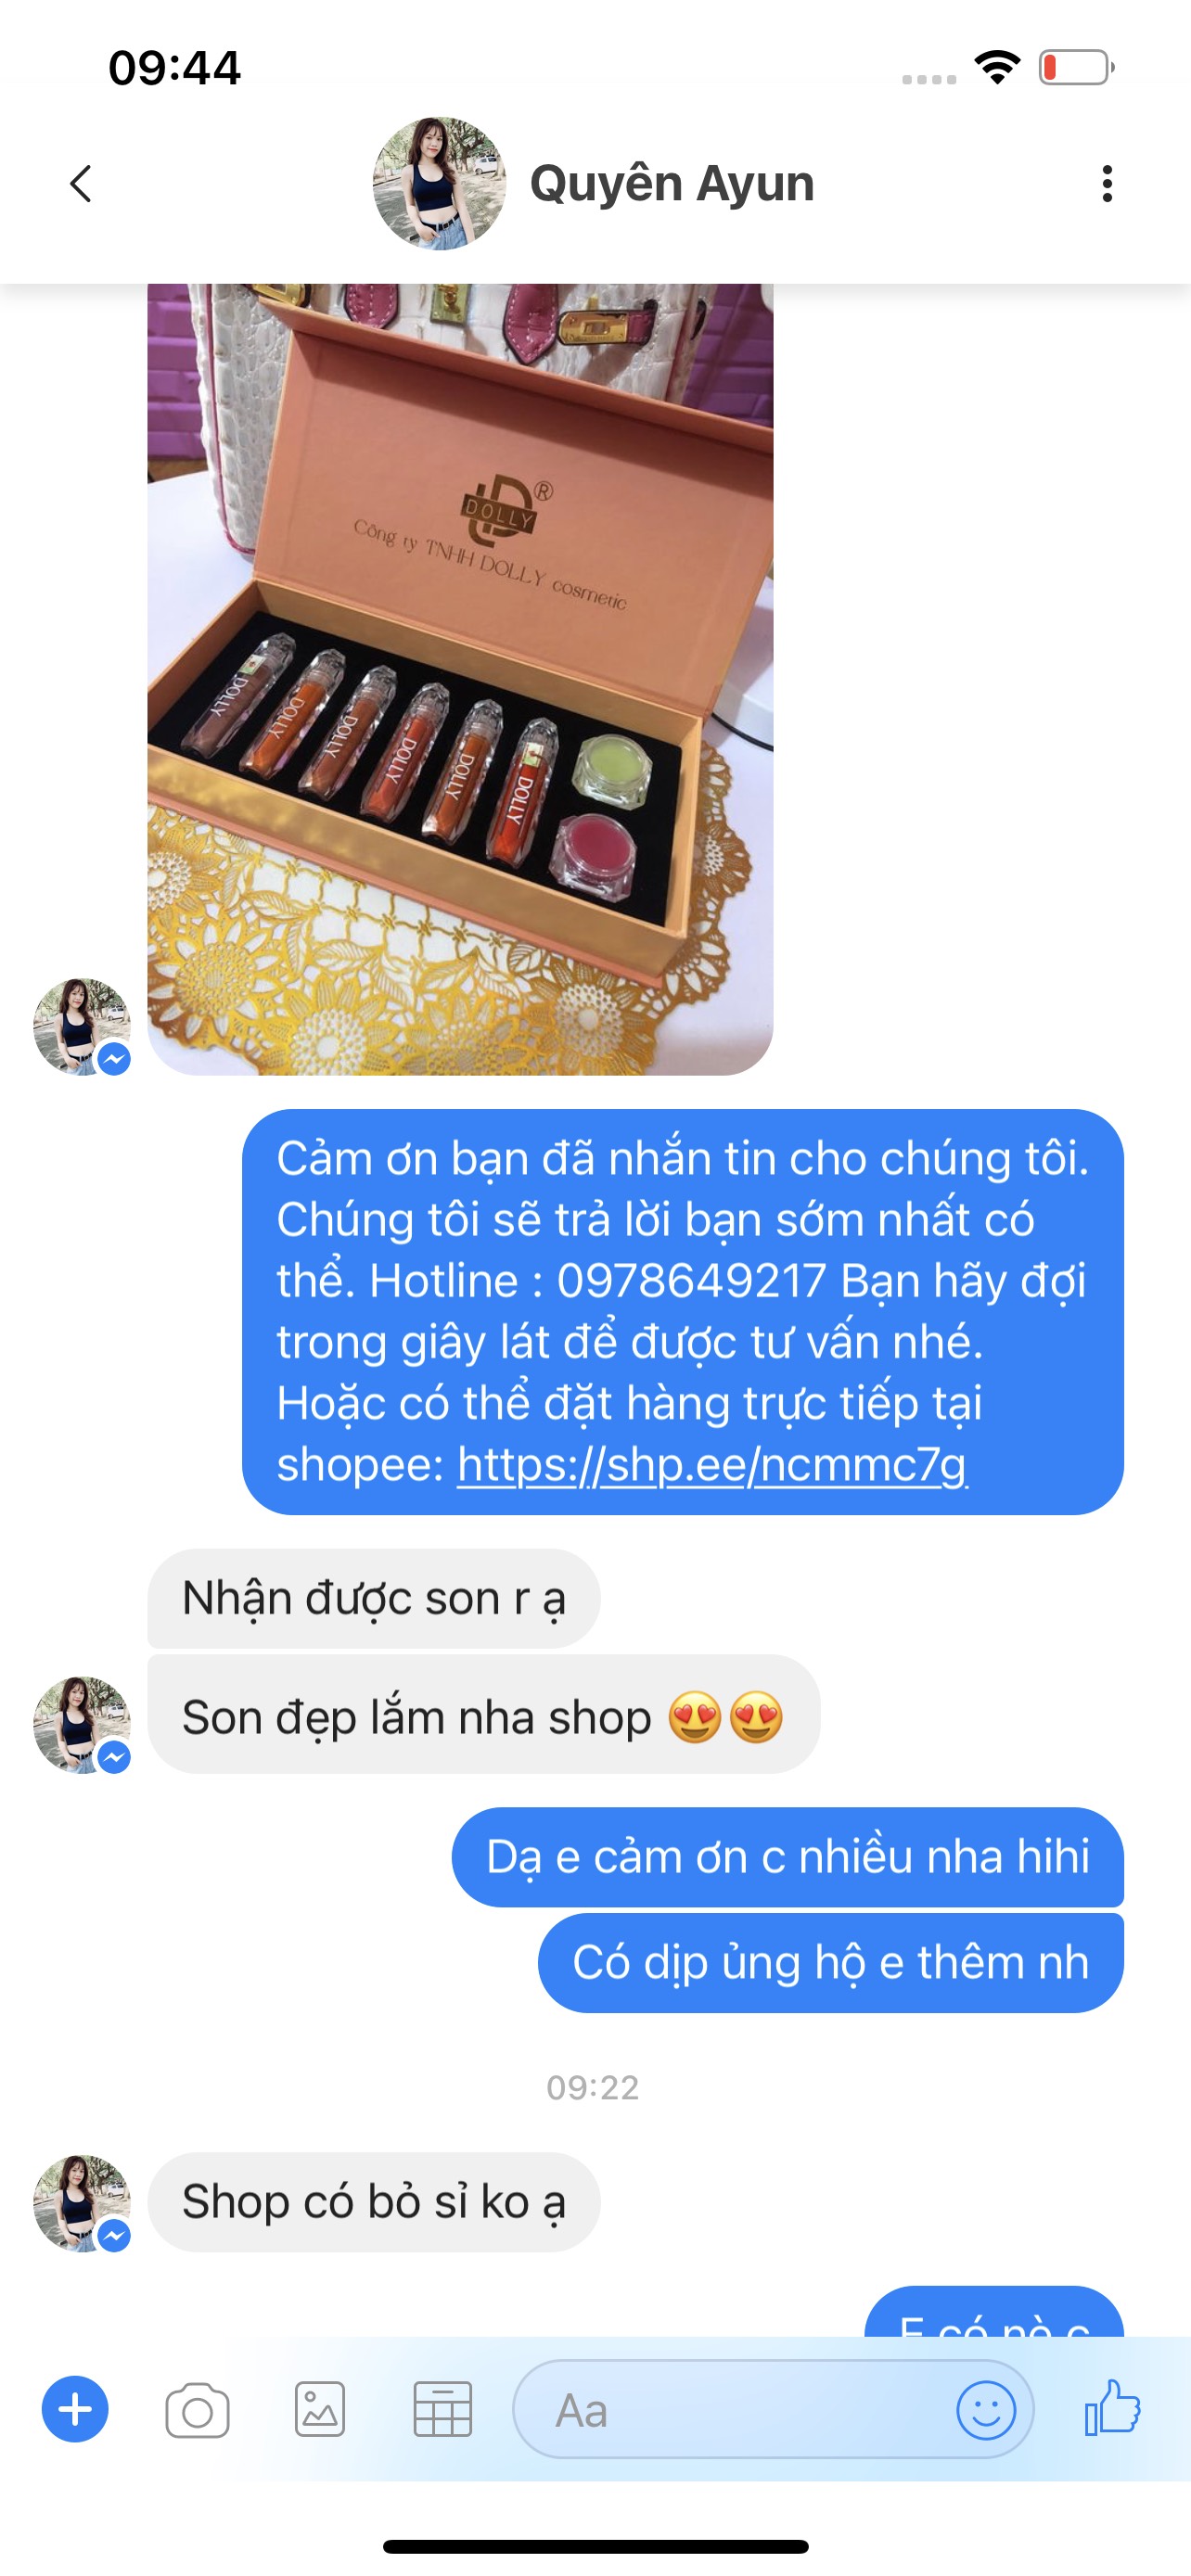 09:44
Quyên Ayun
DOLLY
®
Công ty TNHH DOLLY cosmetic
DOLLY
DOLLY
DOLLY
DOLLY
DOLLY
DOLLY
Cảm ơn bạn đã nhắn tin cho chúng tôi.
Chúng tôi sẽ trả lời bạn sớm nhất có
thể. Hotline : 0978649217 Bạn hãy đợi
trong giây lát để được tư vấn nhé.
Hoặc có thể đặt hàng trực tiếp tại
shopee: https://shp.ee/ncmmc7g
Nhận được son r ạ
Son đẹp lắm nha shop 😍😍
Dạ e cảm ơn c nhiều nha hihi
Có dịp ủng hộ e thêm nh
09:22
Shop có bỏ sỉ ko ạ
E có nè c
Aa